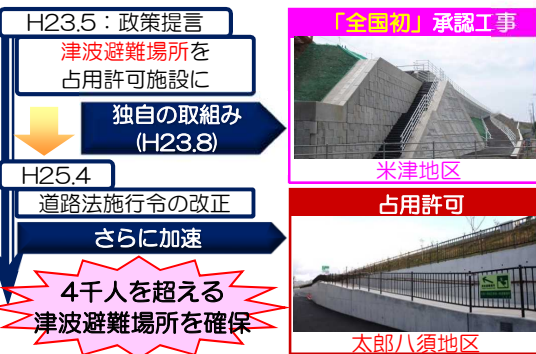 H23.5：政策提言
津波避難場所を
占用許可施設に
独自の取組み
(H23.8)
H25.4
道路法施行令の改正
さらに加速
4千人を超える
津波避難場所を確保
「全国初」承認工事
米津地区
占用許可
太郎八須地区